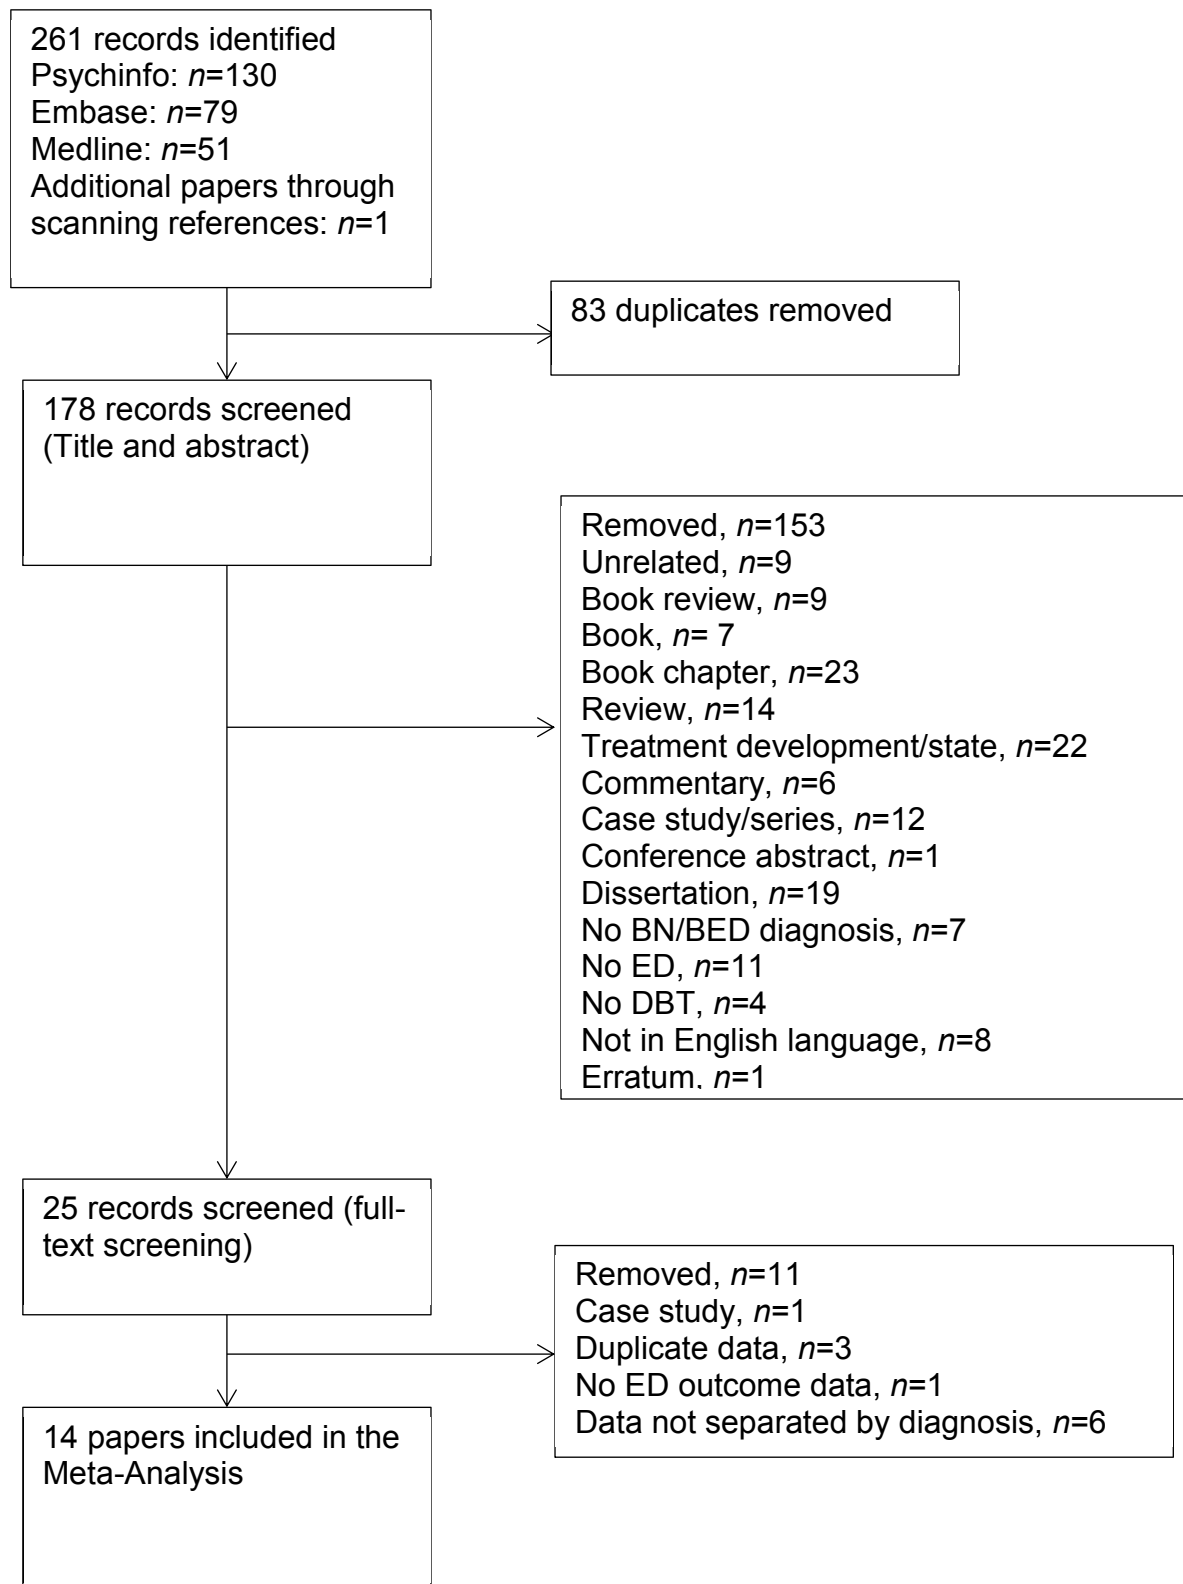 261 records identified
Psychinfo: n=130
Embase: n=79
Medline: n=51
Additional papers through
scanning references: n=1
83 duplicates removed
178 records screened
(Title and abstract)
Removed, n=153
Unrelated, n=9
Book review, n=9
Book, n= 7
Book chapter, n=23
Review, n=14
Treatment development/state, n=22
Commentary, n=6
Case study/series, n=12
Conference abstract, n=1
Dissertation, n=19
No BN/BED diagnosis, n=7
No ED, n=11
No DBT, n=4
Not in English language, n=8
Erratum, n=1
25 records screened (full-
text screening)
Removed, n=11
Case study, n=1
Duplicate data, n=3
No ED outcome data, n=1
Data not separated by diagnosis, n=6
14 papers included in the
Meta-Analysis